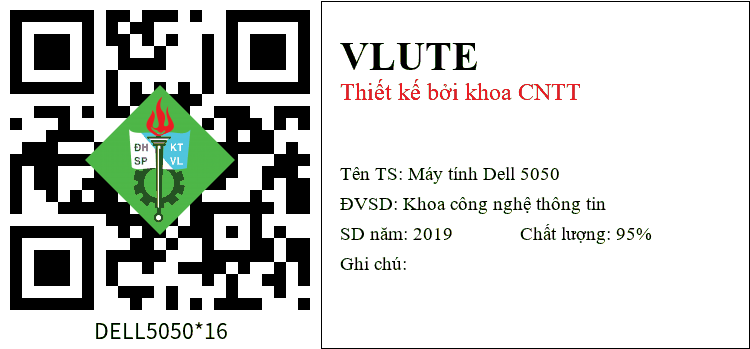 ĐH KT
SP VL
DELL5050*16
VLUTE
Thiết kế bởi khoa CNTT
Tên TS: Máy tính Dell 5050
ĐVSD: Khoa công nghệ thông tin
SD năm: 2019 Chất lượng: 95%
Ghi chú: